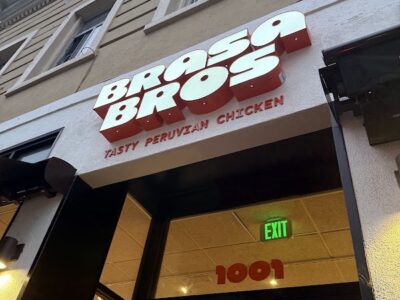 BRASA
BROS
TASTY PERUVIAN CHICKEN
EXIT
1001